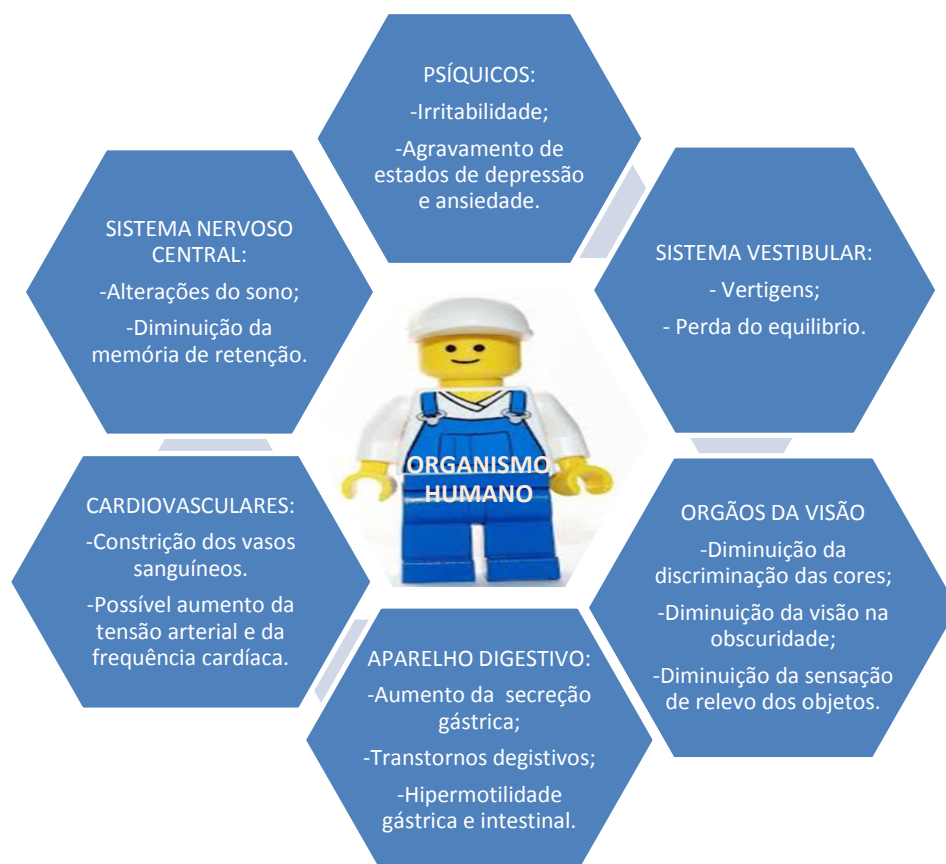 PSÍQUICOS:
-Irritabilidade;
-Agravamento de
estados de depressão
e ansiedade.
SISTEMA NERVOSO
CENTRAL:
-Alterações do sono;
-Diminuição da
memória de retenção.
SISTEMA VESTIBULAR:
- Vertigens;
- Perda do equilibrio.
ORGANISMO
HUMANO
CARDIOVASCULARES:
-Constrição dos vasos
sanguíneos.
-Possível aumento da
tensão arterial e da
frequência cardíaca.
ORGÃOS DA VISÃO
-Diminuição da
discriminação das cores;
-Diminuição da visão na
obscuridade;
-Diminuição da sensação
de relevo dos objetos.
APARELHO DIGESTIVO:
-Aumento da  secreção
gástrica;
-Transtornos degistivos;
-Hipermotilidade
gástrica e intestinal.